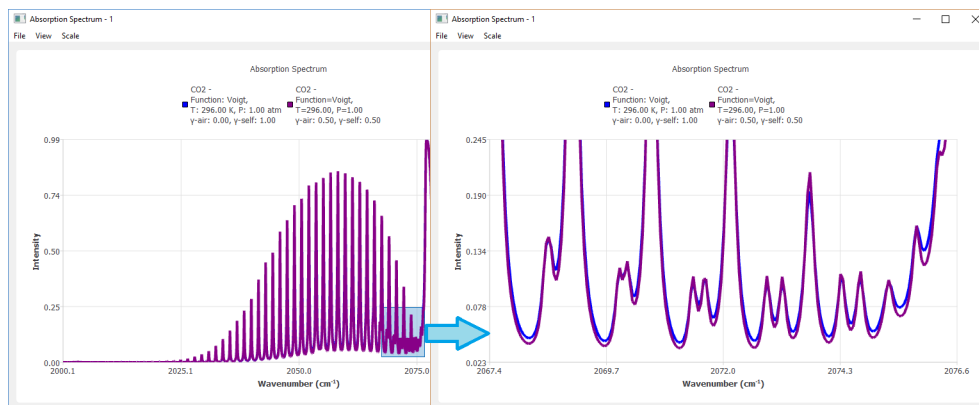 Absorption Spectrum - 1
File View Scale
Absorption Spectrum
CO2 -
Function: Voigt,
T: 296.00 K, P: 1.00 atm
γ-air: 0.00, γ-self: 1.00
CO2 -
Function=Voigt,
T=296.00, P=1.00
γ-air: 0.50, γ-self: 0.50
0.99
0.74
0.50
0.25
0.00
Intensity
2000.1 2025.1 2050.0 2075.0
Wavenumber (cm⁻¹)
Absorption Spectrum - 1
File View Scale
Absorption Spectrum
CO2 -
Function: Voigt,
T: 296.00 K, P: 1.00 atm
γ-air: 0.00, γ-self: 1.00
CO2 -
Function=Voigt,
T=296.00, P=1.00
γ-air: 0.50, γ-self: 0.50
0.245
0.190
0.134
0.078
0.023
Intensity
2067.4 2069.7 2072.0 2074.3 2076.6
Wavenumber (cm⁻¹)